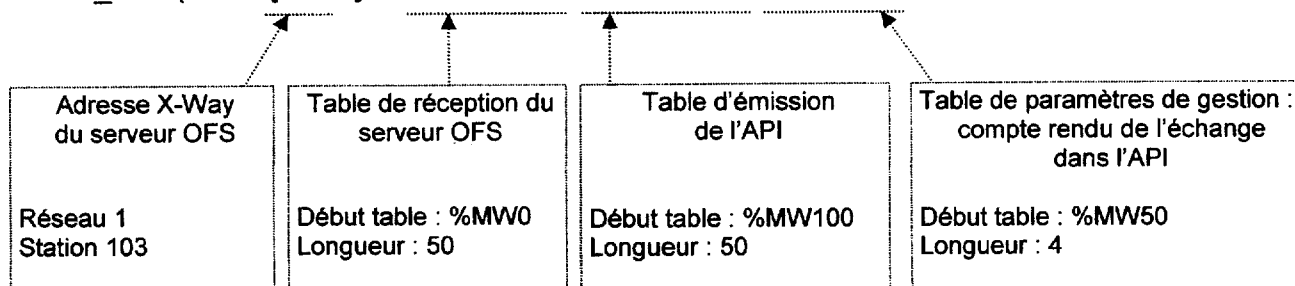 Adresse X-Way
du serveur OFS
Réseau 1
Station 103
Table de réception du
serveur OFS
Début table : %MW0
Longueur : 50
Table d'émission
de l'API
Début table : %MW100
Longueur : 50
Table de paramètres de gestion :
compte rendu de l'échange
dans l'API
Début table : %MW50
Longueur : 4